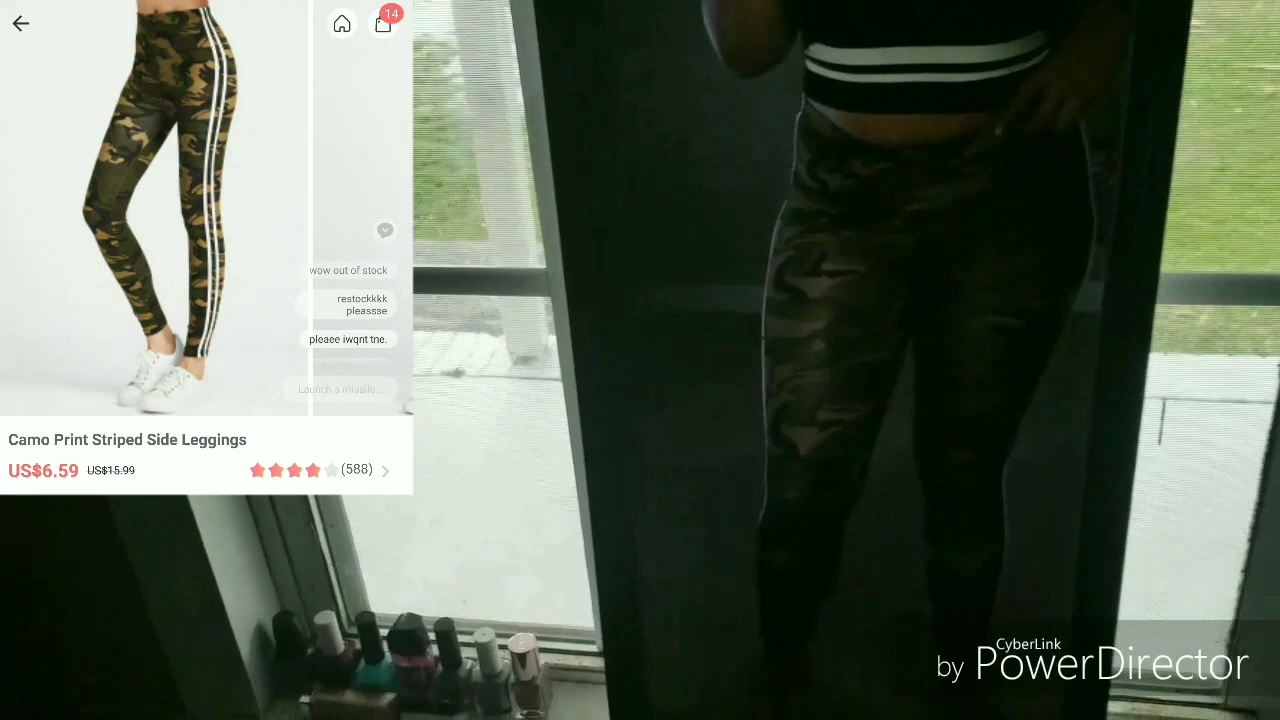 14
wow out of stock
restockkkk
pleassse
pleaee iwqnt tne.
Launch a missile...
Camo Print Striped Side Leggings
US$6.59 US$15.99 (588)
CyberLink
by PowerDirector